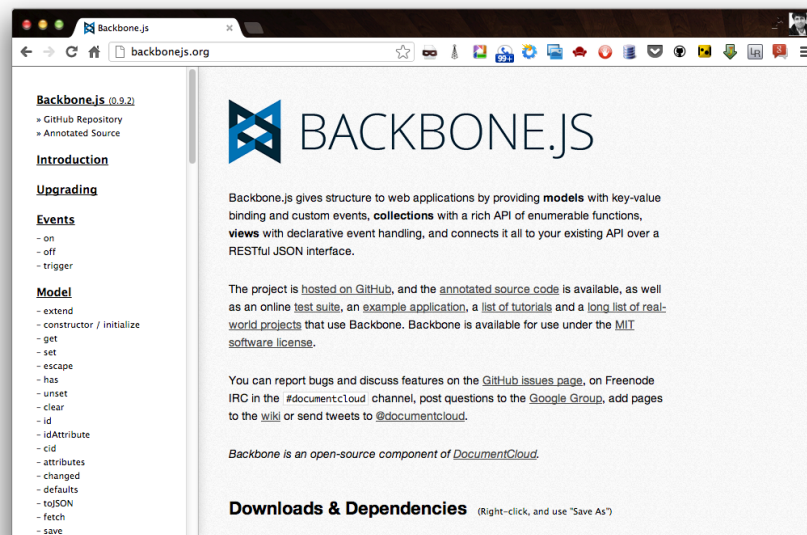 Backbone.js
backbonejs.org
99+
LR
8
Backbone.js (0.9.2)
» GitHub Repository
» Annotated Source
Introduction
Upgrading
Events
– on
– off
– trigger
Model
– extend
– constructor / initialize
– get
– set
– escape
– has
– unset
– clear
– id
– idAttribute
– cid
– attributes
– changed
– defaults
– toJSON
– fetch
– save
BACKBONE.JS
Backbone.js gives structure to web applications by providing models with key-value
binding and custom events, collections with a rich API of enumerable functions,
views with declarative event handling, and connects it all to your existing API over a
RESTful JSON interface.
The project is hosted on GitHub, and the annotated source code is available, as well
as an online test suite, an example application, a list of tutorials and a long list of real-
world projects that use Backbone. Backbone is available for use under the MIT
software license.
You can report bugs and discuss features on the GitHub issues page, on Freenode
IRC in the #documentcloud channel, post questions to the Google Group, add pages
to the wiki or send tweets to @documentcloud.
Backbone is an open-source component of DocumentCloud.
Downloads & Dependencies (Right-click, and use "Save As")